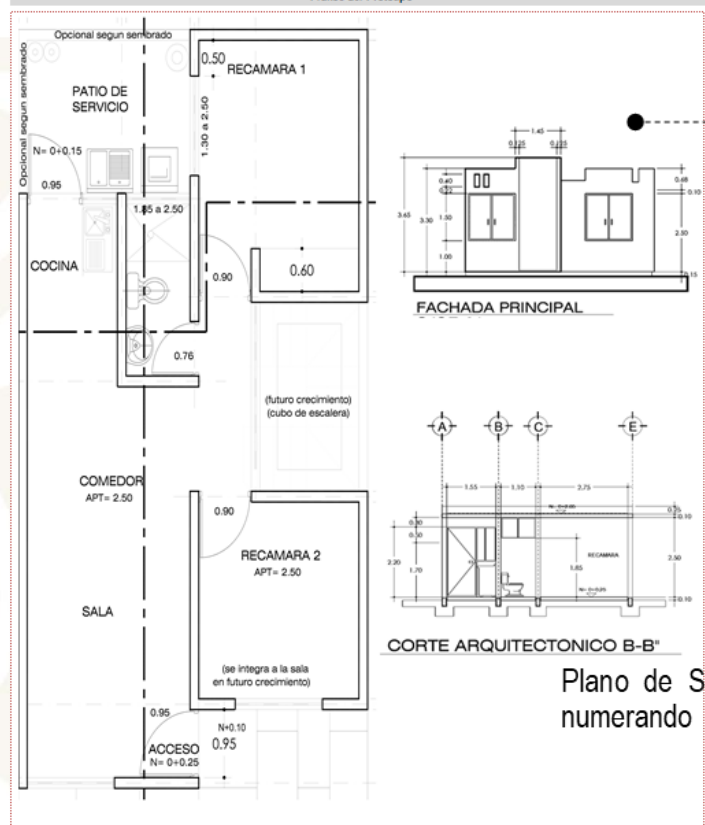 Opcional segun sembrado
Opcional segun sembrado
0.50
RECAMARA 1
PATIO DE
SERVICIO
1.30 a 2.50
N= 0+0.15
0.95
1.85 a 2.50
COCINA
0.90
0.60
0.76
(futuro crecimiento)
(cubo de escalera)
COMEDOR
APT= 2.50
0.90
RECAMARA 2
APT= 2.50
SALA
(se integra a la sala
en futuro crecimiento)
0.95
N+0.10
0.95
ACCESO
N= 0+0.25
1.45
0.125
0.125
0.40
0.68
0.10
3.65
3.30
1.50
2.50
1.00
0.15
FACHADA PRINCIPAL
A
B
C
E
1.55
1.10
2.75
0.10
2.20
1.70
1.85
RECAMARA
2.50
0.10
CORTE ARQUITECTONICO B-B"
Plano de S
numerando